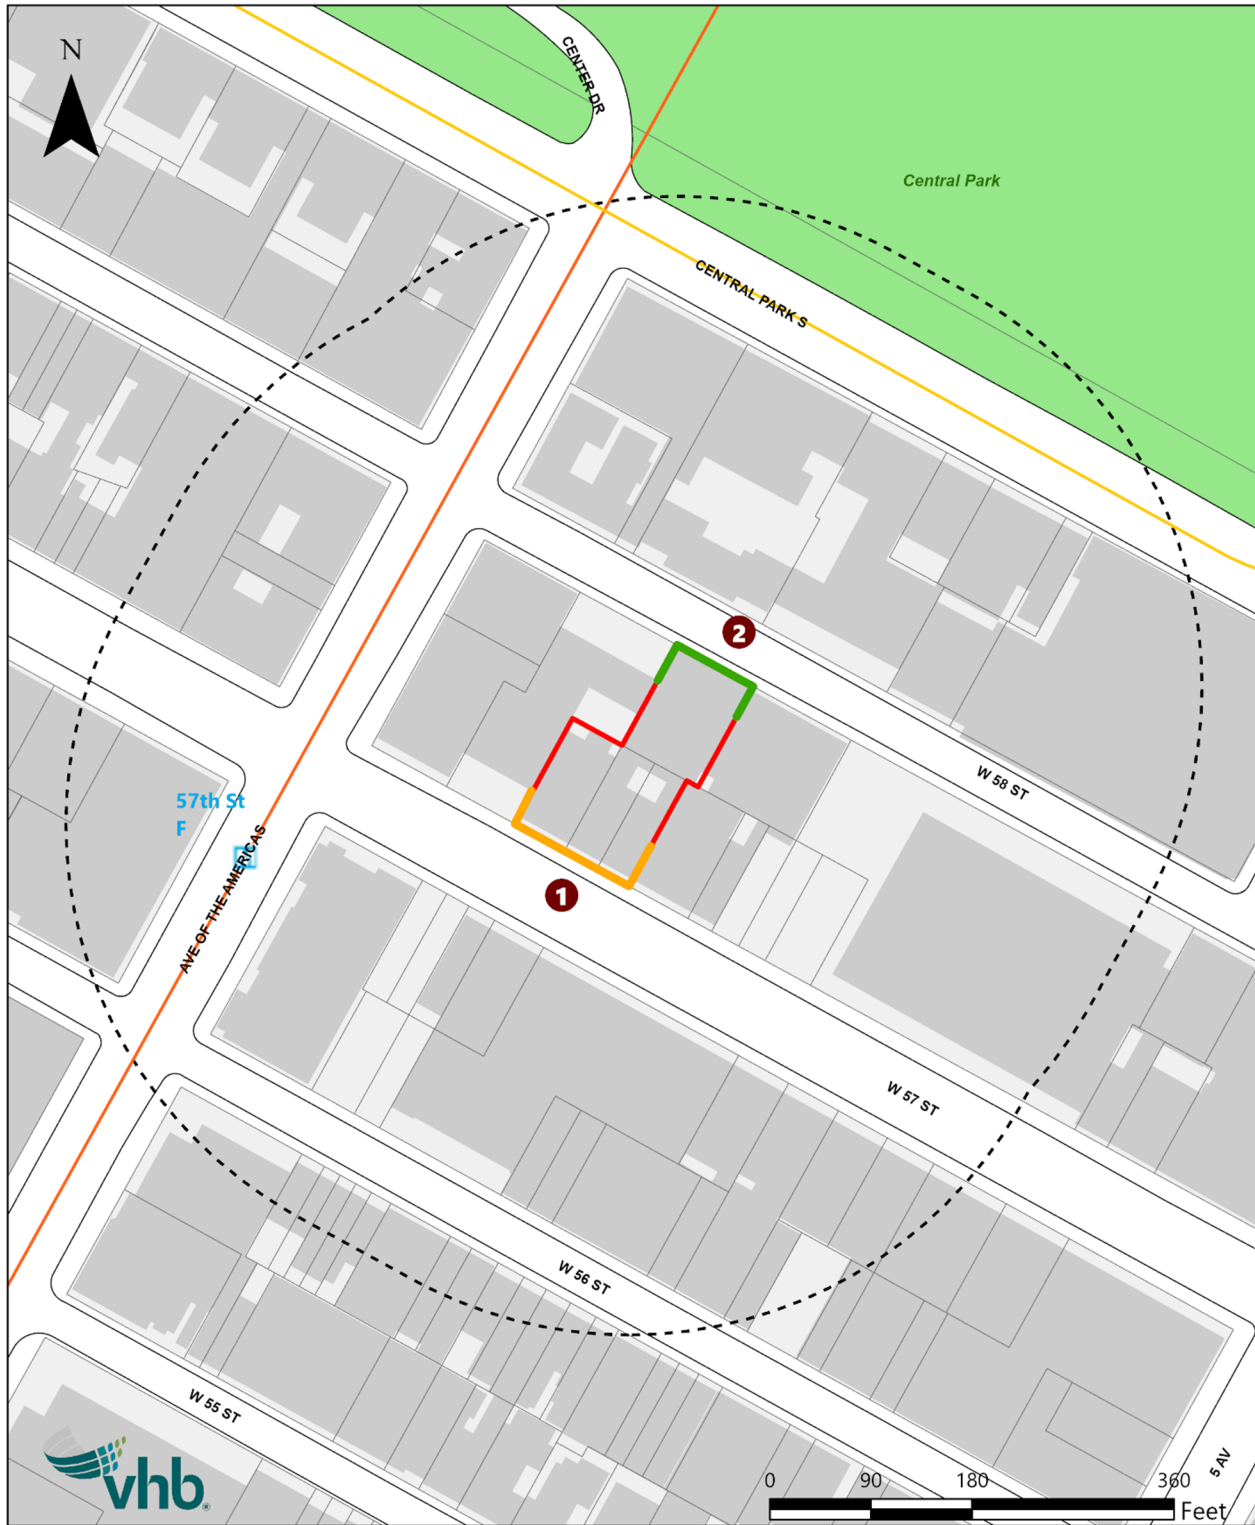 N
CENTER DR
Central Park
CENTRAL PARK S
2
W 58 ST
57th St
F
AVE OF THE AMERICAS
1
W 57 ST
W 56 ST
W 55 ST
5 AV
vhb®
0 90 180 360
Feet